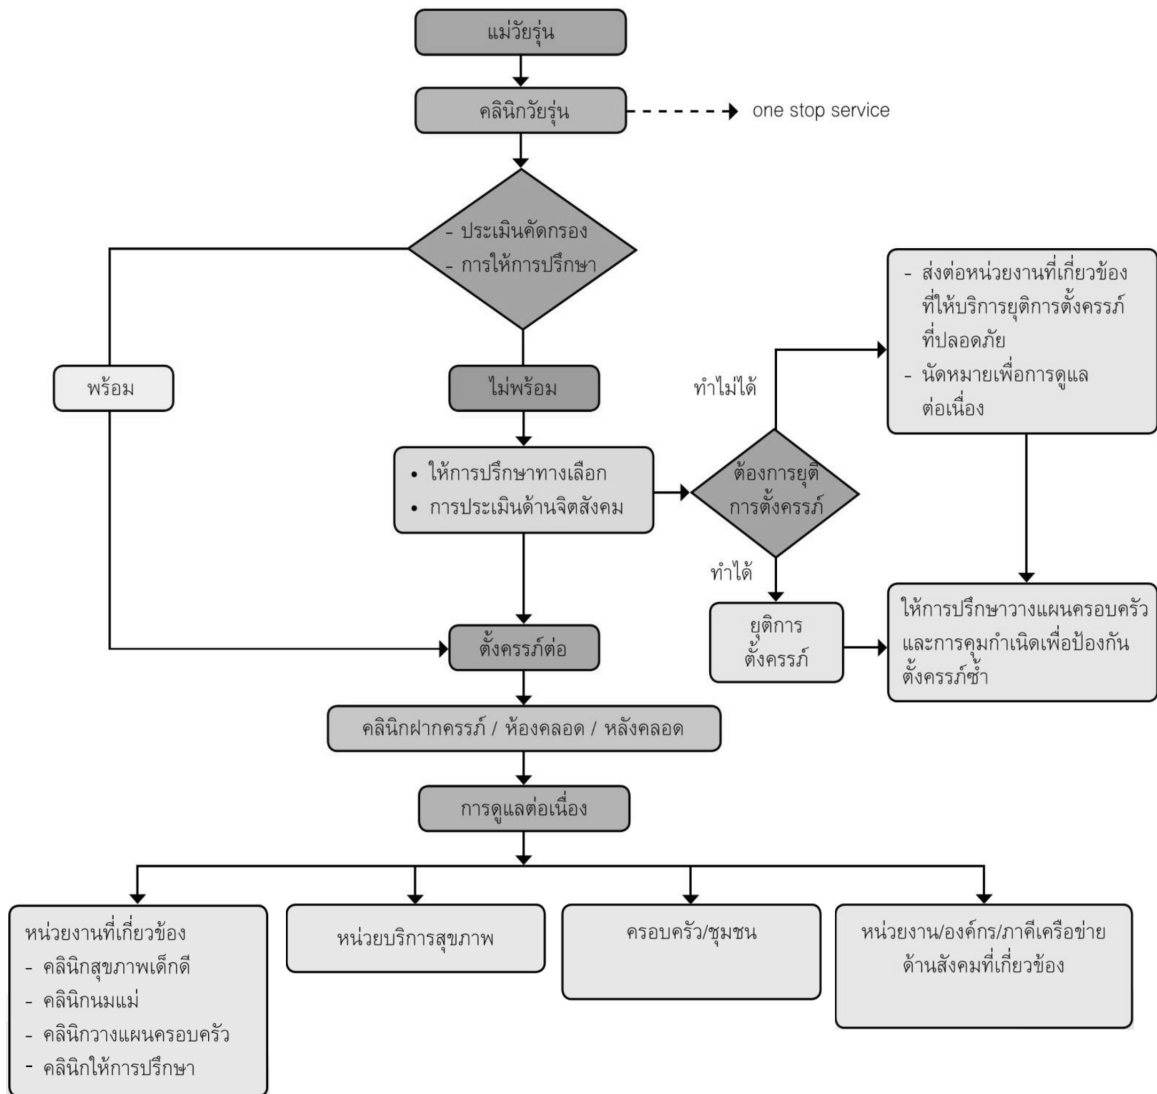 แม่วัยรุ่น
คลินิกวัยรุ่น
one stop service
- ประเมินคัดกรอง
- การให้การปรึกษา
พร้อม
ไม่พร้อม
• ให้การปรึกษาทางเลือก
• การประเมินด้านจิตสังคม
ต้องการยุติ
การตั้งครรภ์
ทำไม่ได้
- ส่งต่อหน่วยงานที่เกี่ยวข้อง
ที่ให้บริการยุติการตั้งครรภ์
ที่ปลอดภัย
- นัดหมายเพื่อการดูแล
ต่อเนื่อง
ทำได้
ยุติการ
ตั้งครรภ์
ให้การปรึกษาวางแผนครอบครัว
และการคุมกำเนิดเพื่อป้องกัน
ตั้งครรภ์ซ้ำ
ตั้งครรภ์ต่อ
คลินิกฝากครรภ์ / ห้องคลอด / หลังคลอด
การดูแลต่อเนื่อง
หน่วยงานที่เกี่ยวข้อง
- คลินิกสุขภาพเด็กดี
- คลินิกนมแม่
- คลินิกวางแผนครอบครัว
- คลินิกให้การปรึกษา
หน่วยบริการสุขภาพ
ครอบครัว/ชุมชน
หน่วยงาน/องค์กร/ภาคีเครือข่าย
ด้านสังคมที่เกี่ยวข้อง